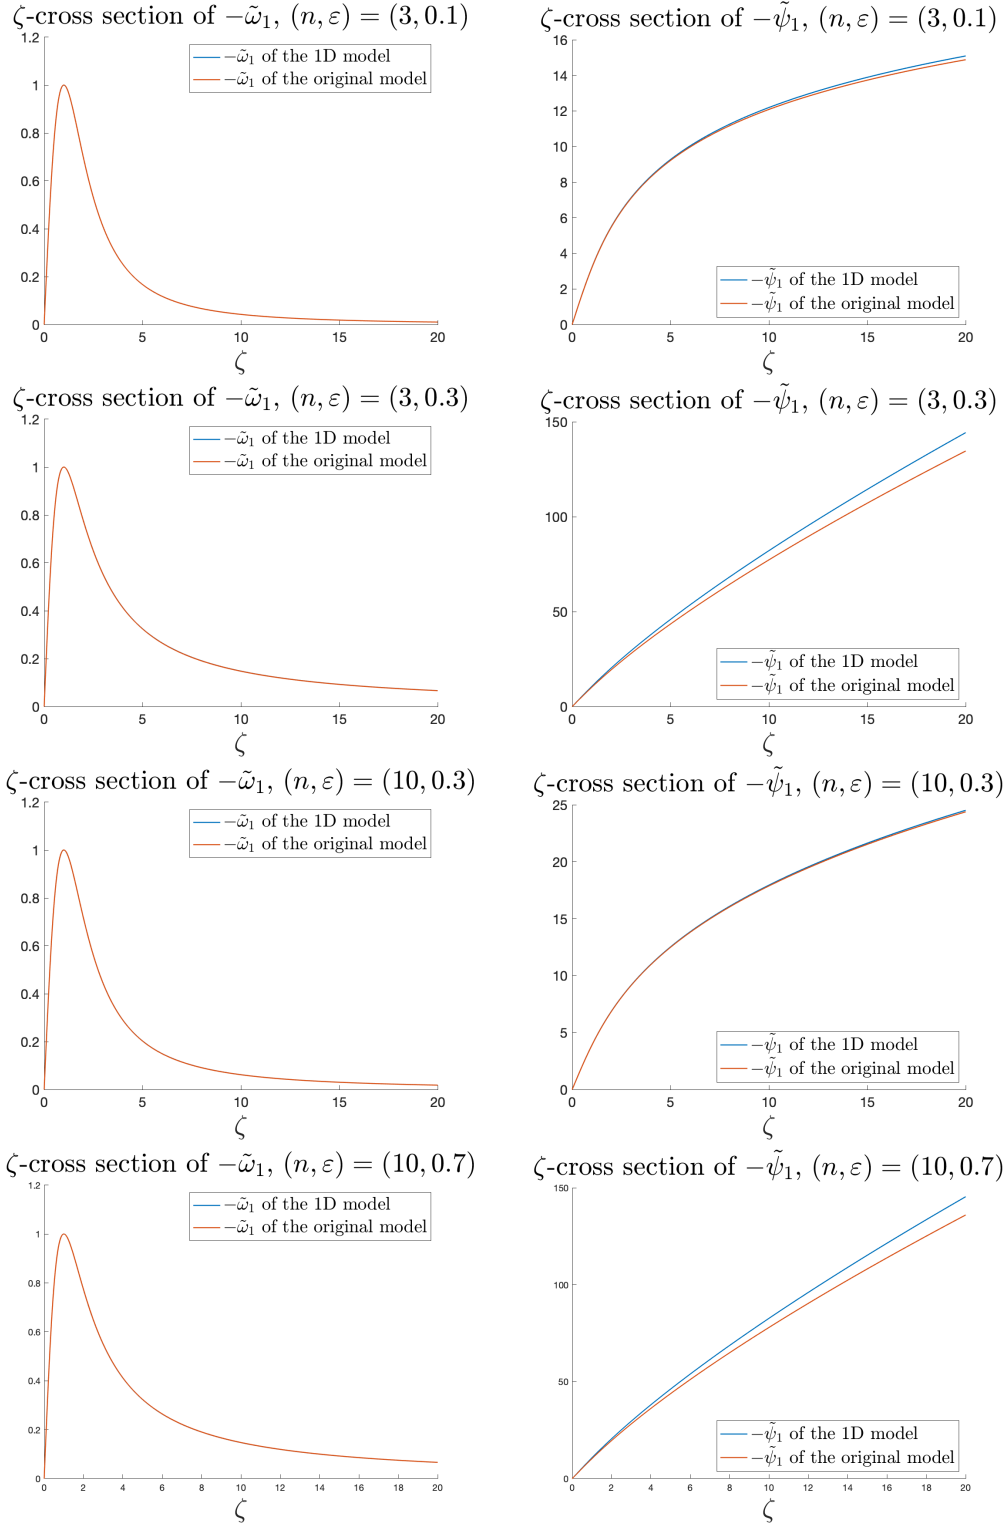 ζ-cross section of −ω̃₁, (n, ε) = (3, 0.1)
1.2
1
0.8
0.6
0.4
0.2
0
0 5 10 15 20
ζ
−ω̃₁ of the 1D model
−ω̃₁ of the original model
ζ-cross section of −ψ̃₁, (n, ε) = (3, 0.1)
16
14
12
10
8
6
4
2
0
0 5 10 15 20
ζ
−ψ̃₁ of the 1D model
−ψ̃₁ of the original model
ζ-cross section of −ω̃₁, (n, ε) = (3, 0.3)
1.2
1
0.8
0.6
0.4
0.2
0
0 5 10 15 20
ζ
−ω̃₁ of the 1D model
−ω̃₁ of the original model
ζ-cross section of −ψ̃₁, (n, ε) = (3, 0.3)
150
100
50
0
0 5 10 15 20
ζ
−ψ̃₁ of the 1D model
−ψ̃₁ of the original model
ζ-cross section of −ω̃₁, (n, ε) = (10, 0.3)
1.2
1
0.8
0.6
0.4
0.2
0
0 5 10 15 20
ζ
−ω̃₁ of the 1D model
−ω̃₁ of the original model
ζ-cross section of −ψ̃₁, (n, ε) = (10, 0.3)
25
20
15
10
5
0
0 5 10 15 20
ζ
−ψ̃₁ of the 1D model
−ψ̃₁ of the original model
ζ-cross section of −ω̃₁, (n, ε) = (10, 0.7)
1.2
1
0.8
0.6
0.4
0.2
0
0 2 4 6 8 10 12 14 16 18 20
ζ
−ω̃₁ of the 1D model
−ω̃₁ of the original model
ζ-cross section of −ψ̃₁, (n, ε) = (10, 0.7)
150
100
50
0
0 2 4 6 8 10 12 14 16 18 20
ζ
−ψ̃₁ of the 1D model
−ψ̃₁ of the original model